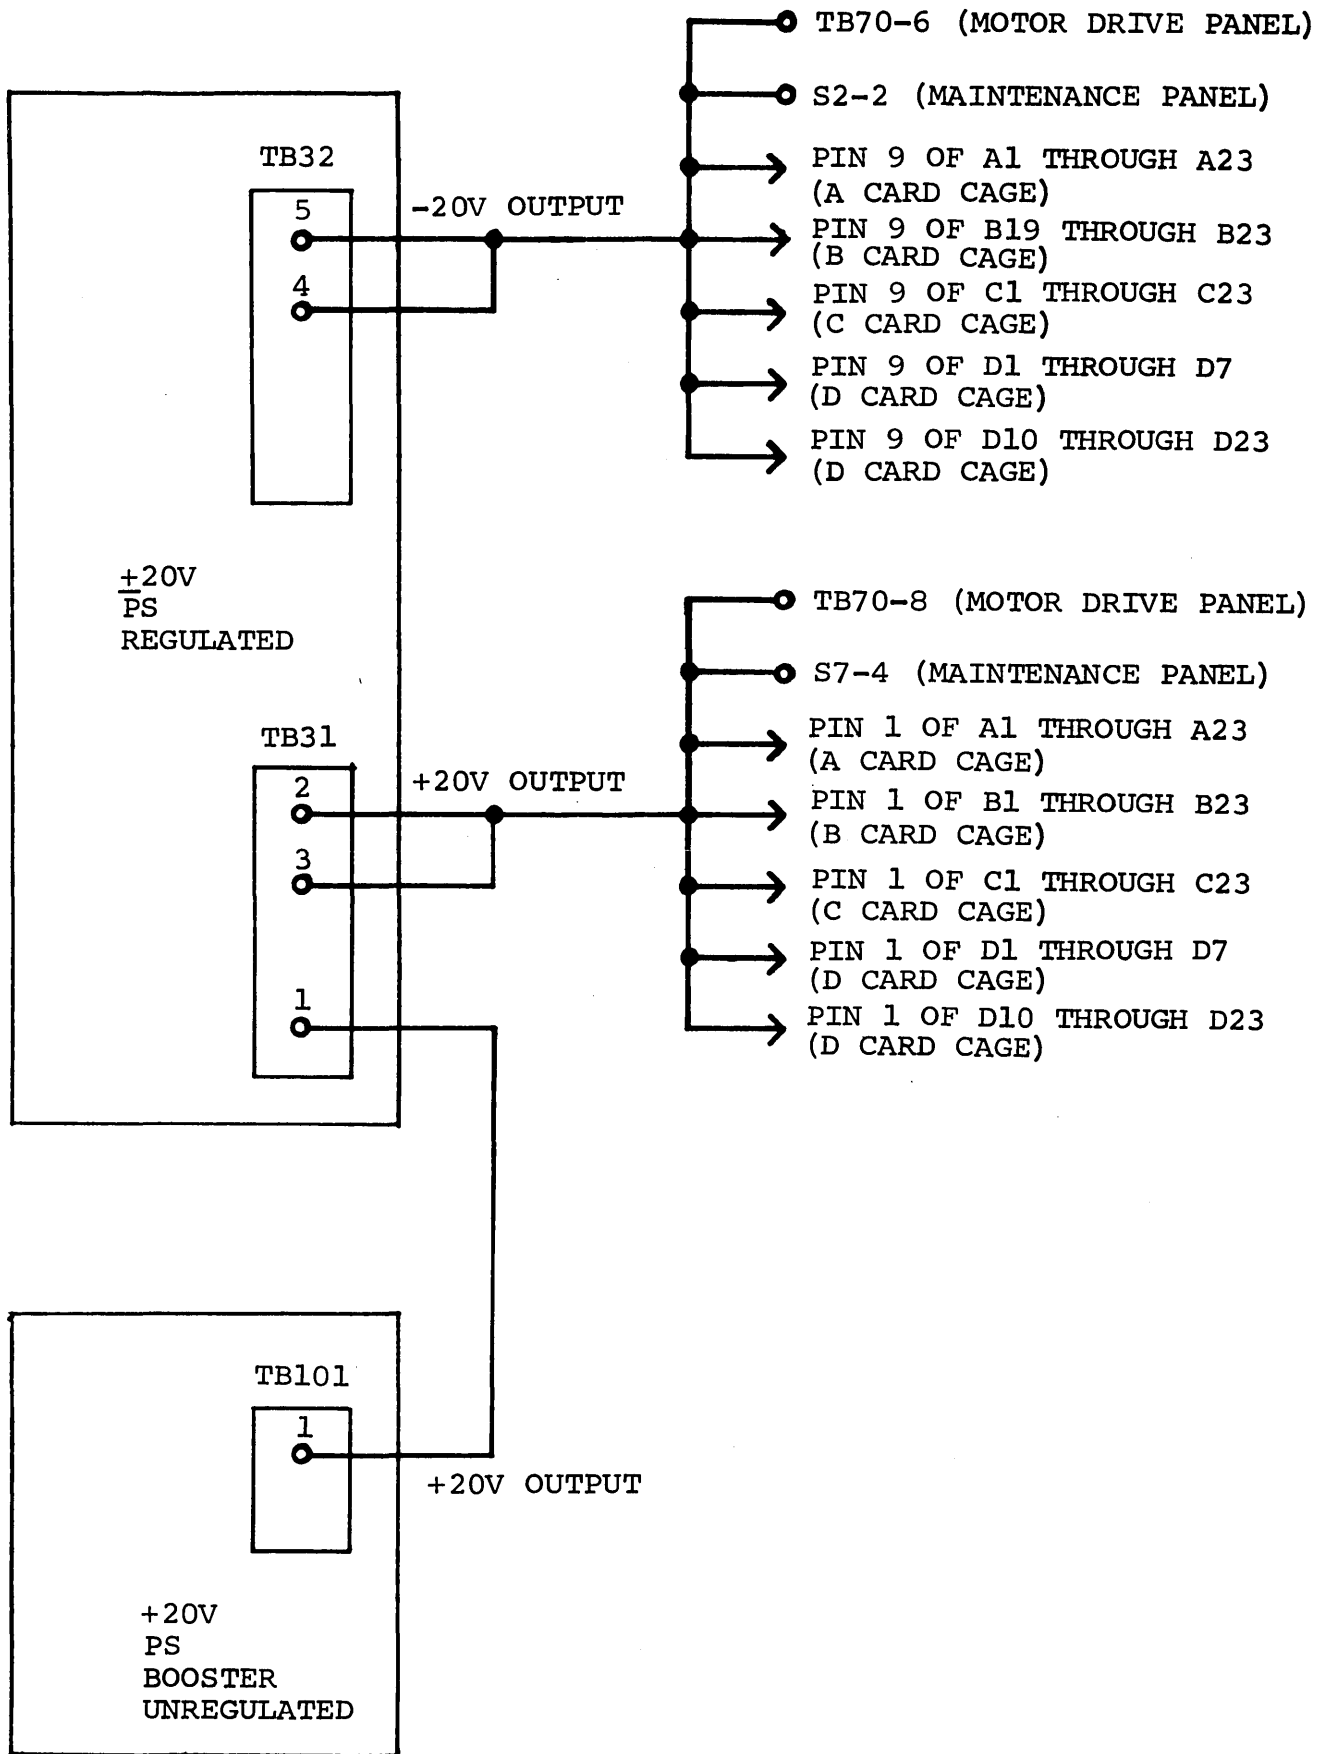 TB70-6 (MOTOR DRIVE PANEL)
S2-2 (MAINTENANCE PANEL)
TB32
PIN 9 OF A1 THROUGH A23
(A CARD CAGE)
5
-20V OUTPUT
PIN 9 OF B19 THROUGH B23
(B CARD CAGE)
4
PIN 9 OF C1 THROUGH C23
(C CARD CAGE)
PIN 9 OF D1 THROUGH D7
(D CARD CAGE)
PIN 9 OF D10 THROUGH D23
(D CARD CAGE)
±20V
PS
REGULATED
TB70-8 (MOTOR DRIVE PANEL)
S7-4 (MAINTENANCE PANEL)
TB31
PIN 1 OF A1 THROUGH A23
(A CARD CAGE)
2
+20V OUTPUT
PIN 1 OF B1 THROUGH B23
(B CARD CAGE)
3
PIN 1 OF C1 THROUGH C23
(C CARD CAGE)
PIN 1 OF D1 THROUGH D7
(D CARD CAGE)
1
PIN 1 OF D10 THROUGH D23
(D CARD CAGE)
TB101
1
+20V OUTPUT
+20V
PS
BOOSTER
UNREGULATED